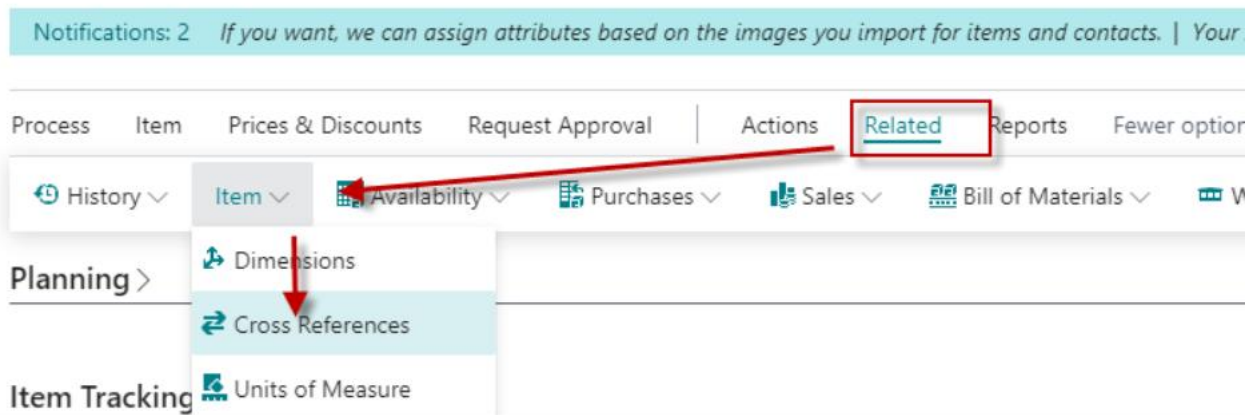 Notifications: 2 If you want, we can assign attributes based on the images you import for items and contacts. | Your
Process Item Prices & Discounts Request Approval | Actions Related Reports Fewer option
History Item Availability Purchases Sales Bill of Materials W
Dimensions
Planning >
Cross References
Units of Measure
Item Tracking